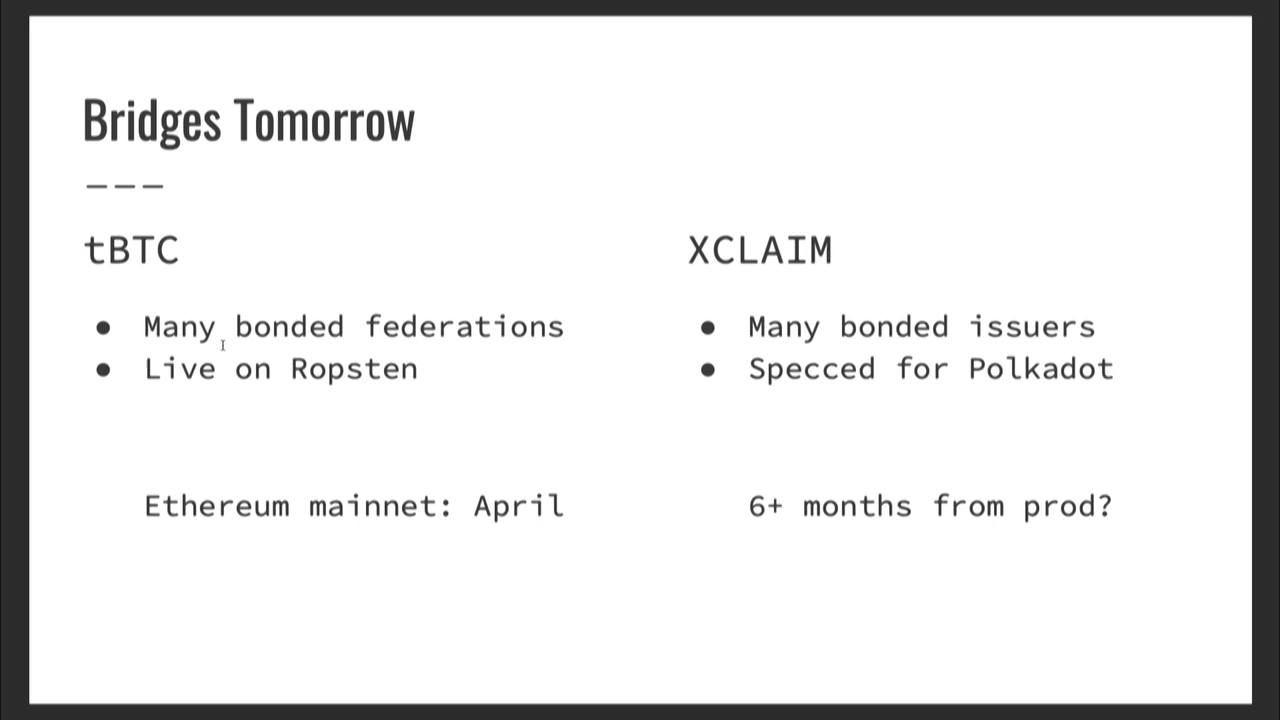 Bridges Tomorrow
---
tBTC
● Many bonded federations
● Live on Ropsten
Ethereum mainnet: April
XCLAIM
● Many bonded issuers
● Specced for Polkadot
6+ months from prod?